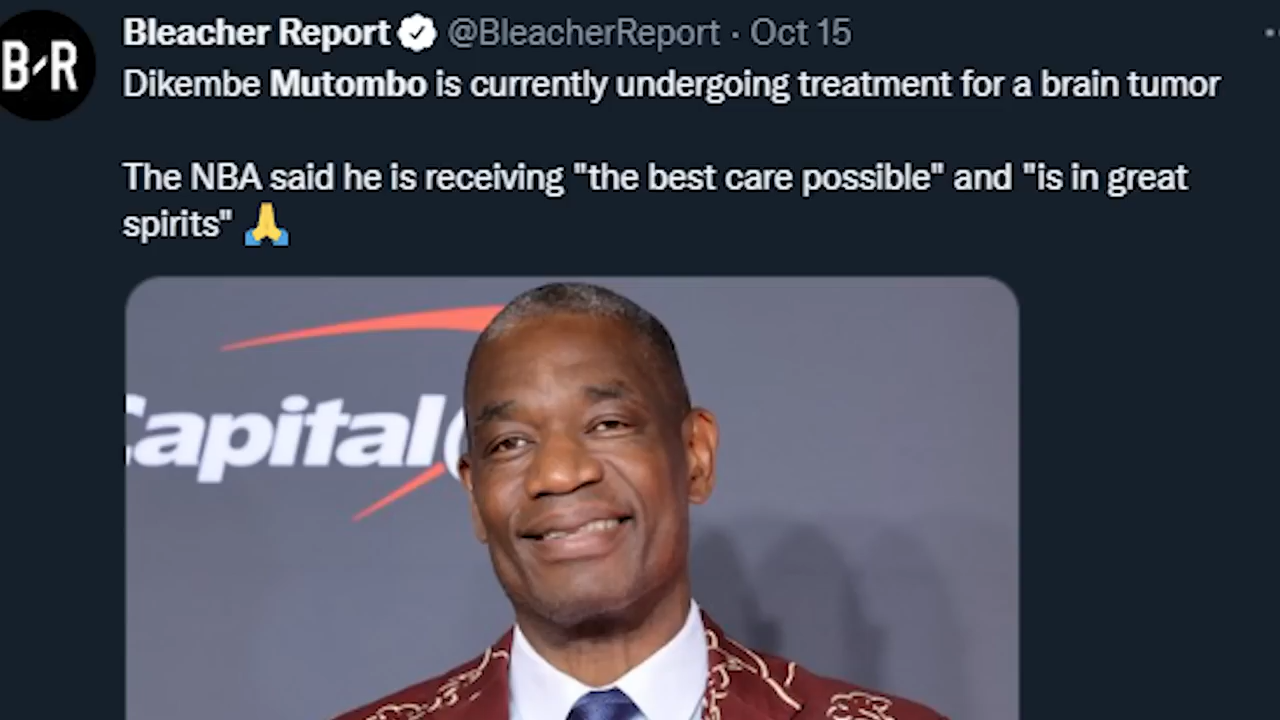 B/R
Bleacher Report @BleacherReport · Oct 15
Dikembe Mutombo is currently undergoing treatment for a brain tumor
The NBA said he is receiving "the best care possible" and "is in great
spirits" 🙏
Capital